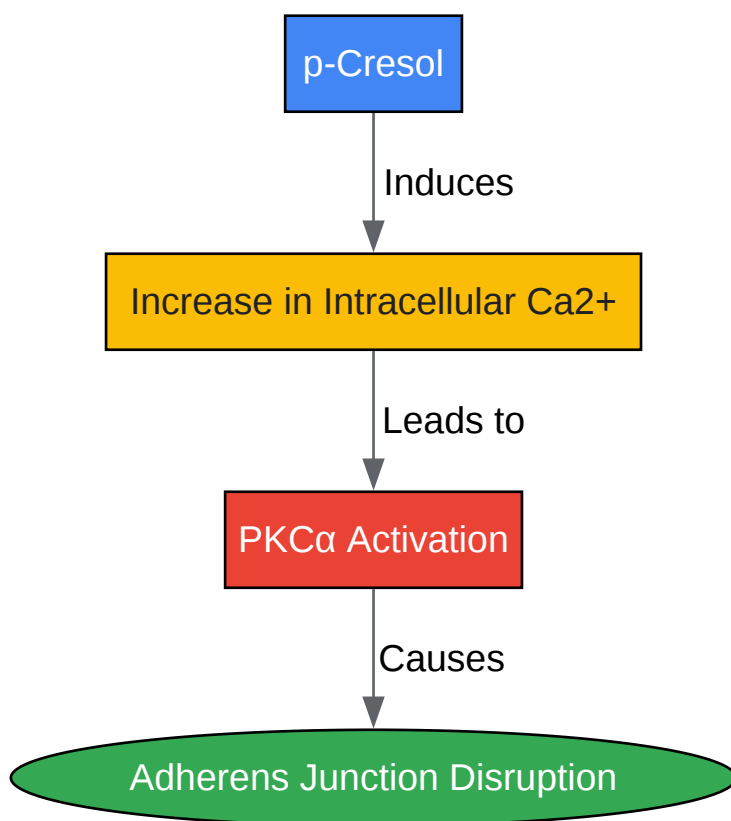 p-Cresol
Induces
Increase in Intracellular Ca2+
Leads to
PKCα Activation
Causes
Adherens Junction Disruption